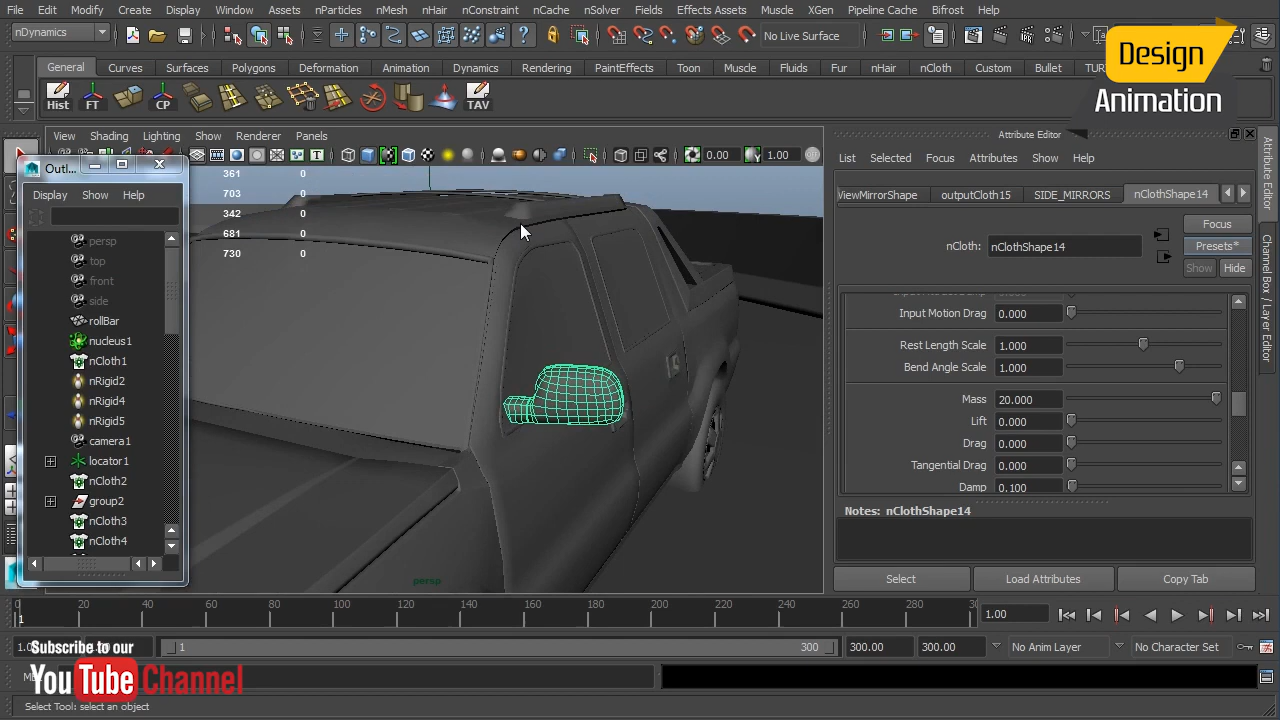 File Edit Modify Create Display Window Assets nParticles nMesh nHair nConstraint nCache nSolver Fields Effects Assets Muscle XGen Pipeline Cache Bifrost
nDynamics
No Live Surface
General Curves Surfaces Polygons Deformation Animation Dynamics Rendering PaintEffects Toon Muscle Fluids Fur nHair nCloth Custom Bullet
Hist FT CP TAV
Design
Animation
View Shading Lighting Show Renderer Panels
0.00 1.00
Outl...
Display Show Help
persp
top
front
side
rollBar
nucleus1
nCloth1
nRigid2
nRigid4
nRigid5
camera1
locator1
nCloth2
group2
nCloth3
nCloth4
361 0
703 0
342 0
681 0
730 0
persp
Attribute Editor
List Selected Focus Attributes Show Help
ViewMirrorShape outputCloth15 SIDE_MIRRORS nClothShape14
nCloth: nClothShape14
Focus
Presets*
Show Hide
Input Motion Drag 0.000
Rest Length Scale 1.000
Bend Angle Scale 1.000
Mass 20.000
Lift 0.000
Drag 0.000
Tangential Drag 0.000
Damp 0.100
Notes: nClothShape14
Select Load Attributes Copy Tab
Attribute Editor
Channel Box / Layer Editor
0 20 40 60 80 100 120 140 160 180 200 220 240 260 280
1
1.00
1 300 300.00 300.00 No Anim Layer No Character Set
Subscribe to our
YouTube Channel
Select Tool: select an object